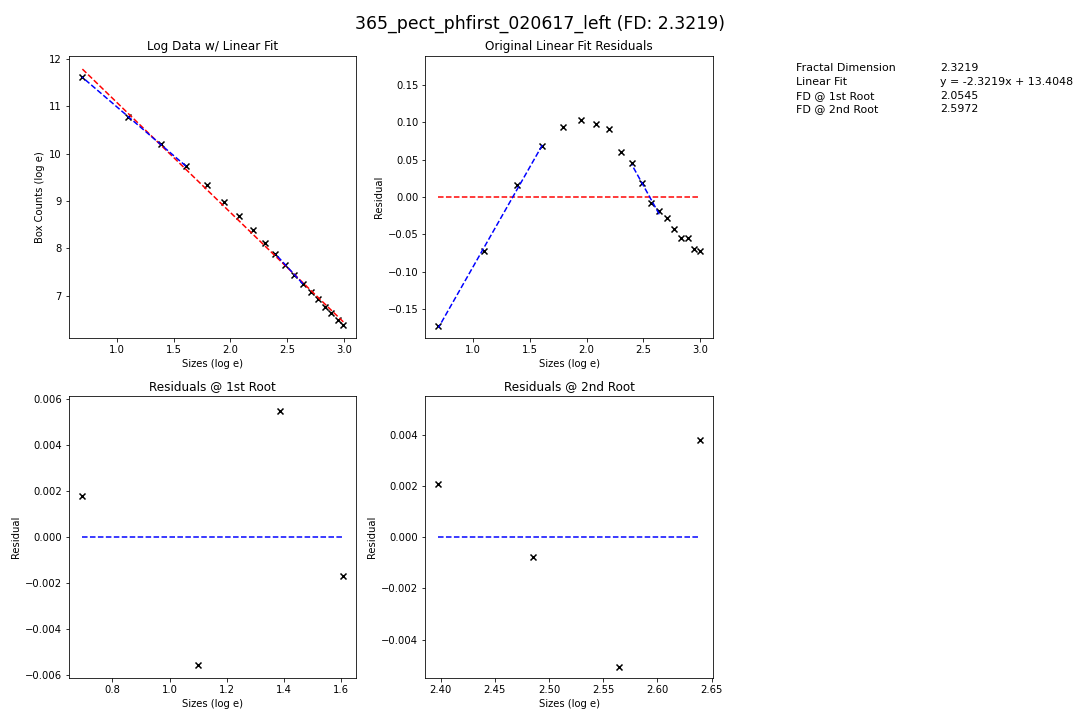 365_pect_phfirst_020617_left (FD: 2.3219)
Log Data w/ Linear Fit
Box Counts (log e)
12
11
10
9
8
7
1.0 1.5 2.0 2.5 3.0
Sizes (log e)
Original Linear Fit Residuals
Residual
0.15
0.10
0.05
0.00
−0.05
−0.10
−0.15
1.0 1.5 2.0 2.5 3.0
Sizes (log e)
Fractal Dimension 2.3219
Linear Fit y = -2.3219x + 13.4048
FD @ 1st Root 2.0545
FD @ 2nd Root 2.5972
Residuals @ 1st Root
Residual
0.006
0.004
0.002
0.000
−0.002
−0.004
−0.006
0.8 1.0 1.2 1.4 1.6
Sizes (log e)
Residuals @ 2nd Root
Residual
0.004
0.002
0.000
−0.002
−0.004
2.40 2.45 2.50 2.55 2.60 2.65
Sizes (log e)